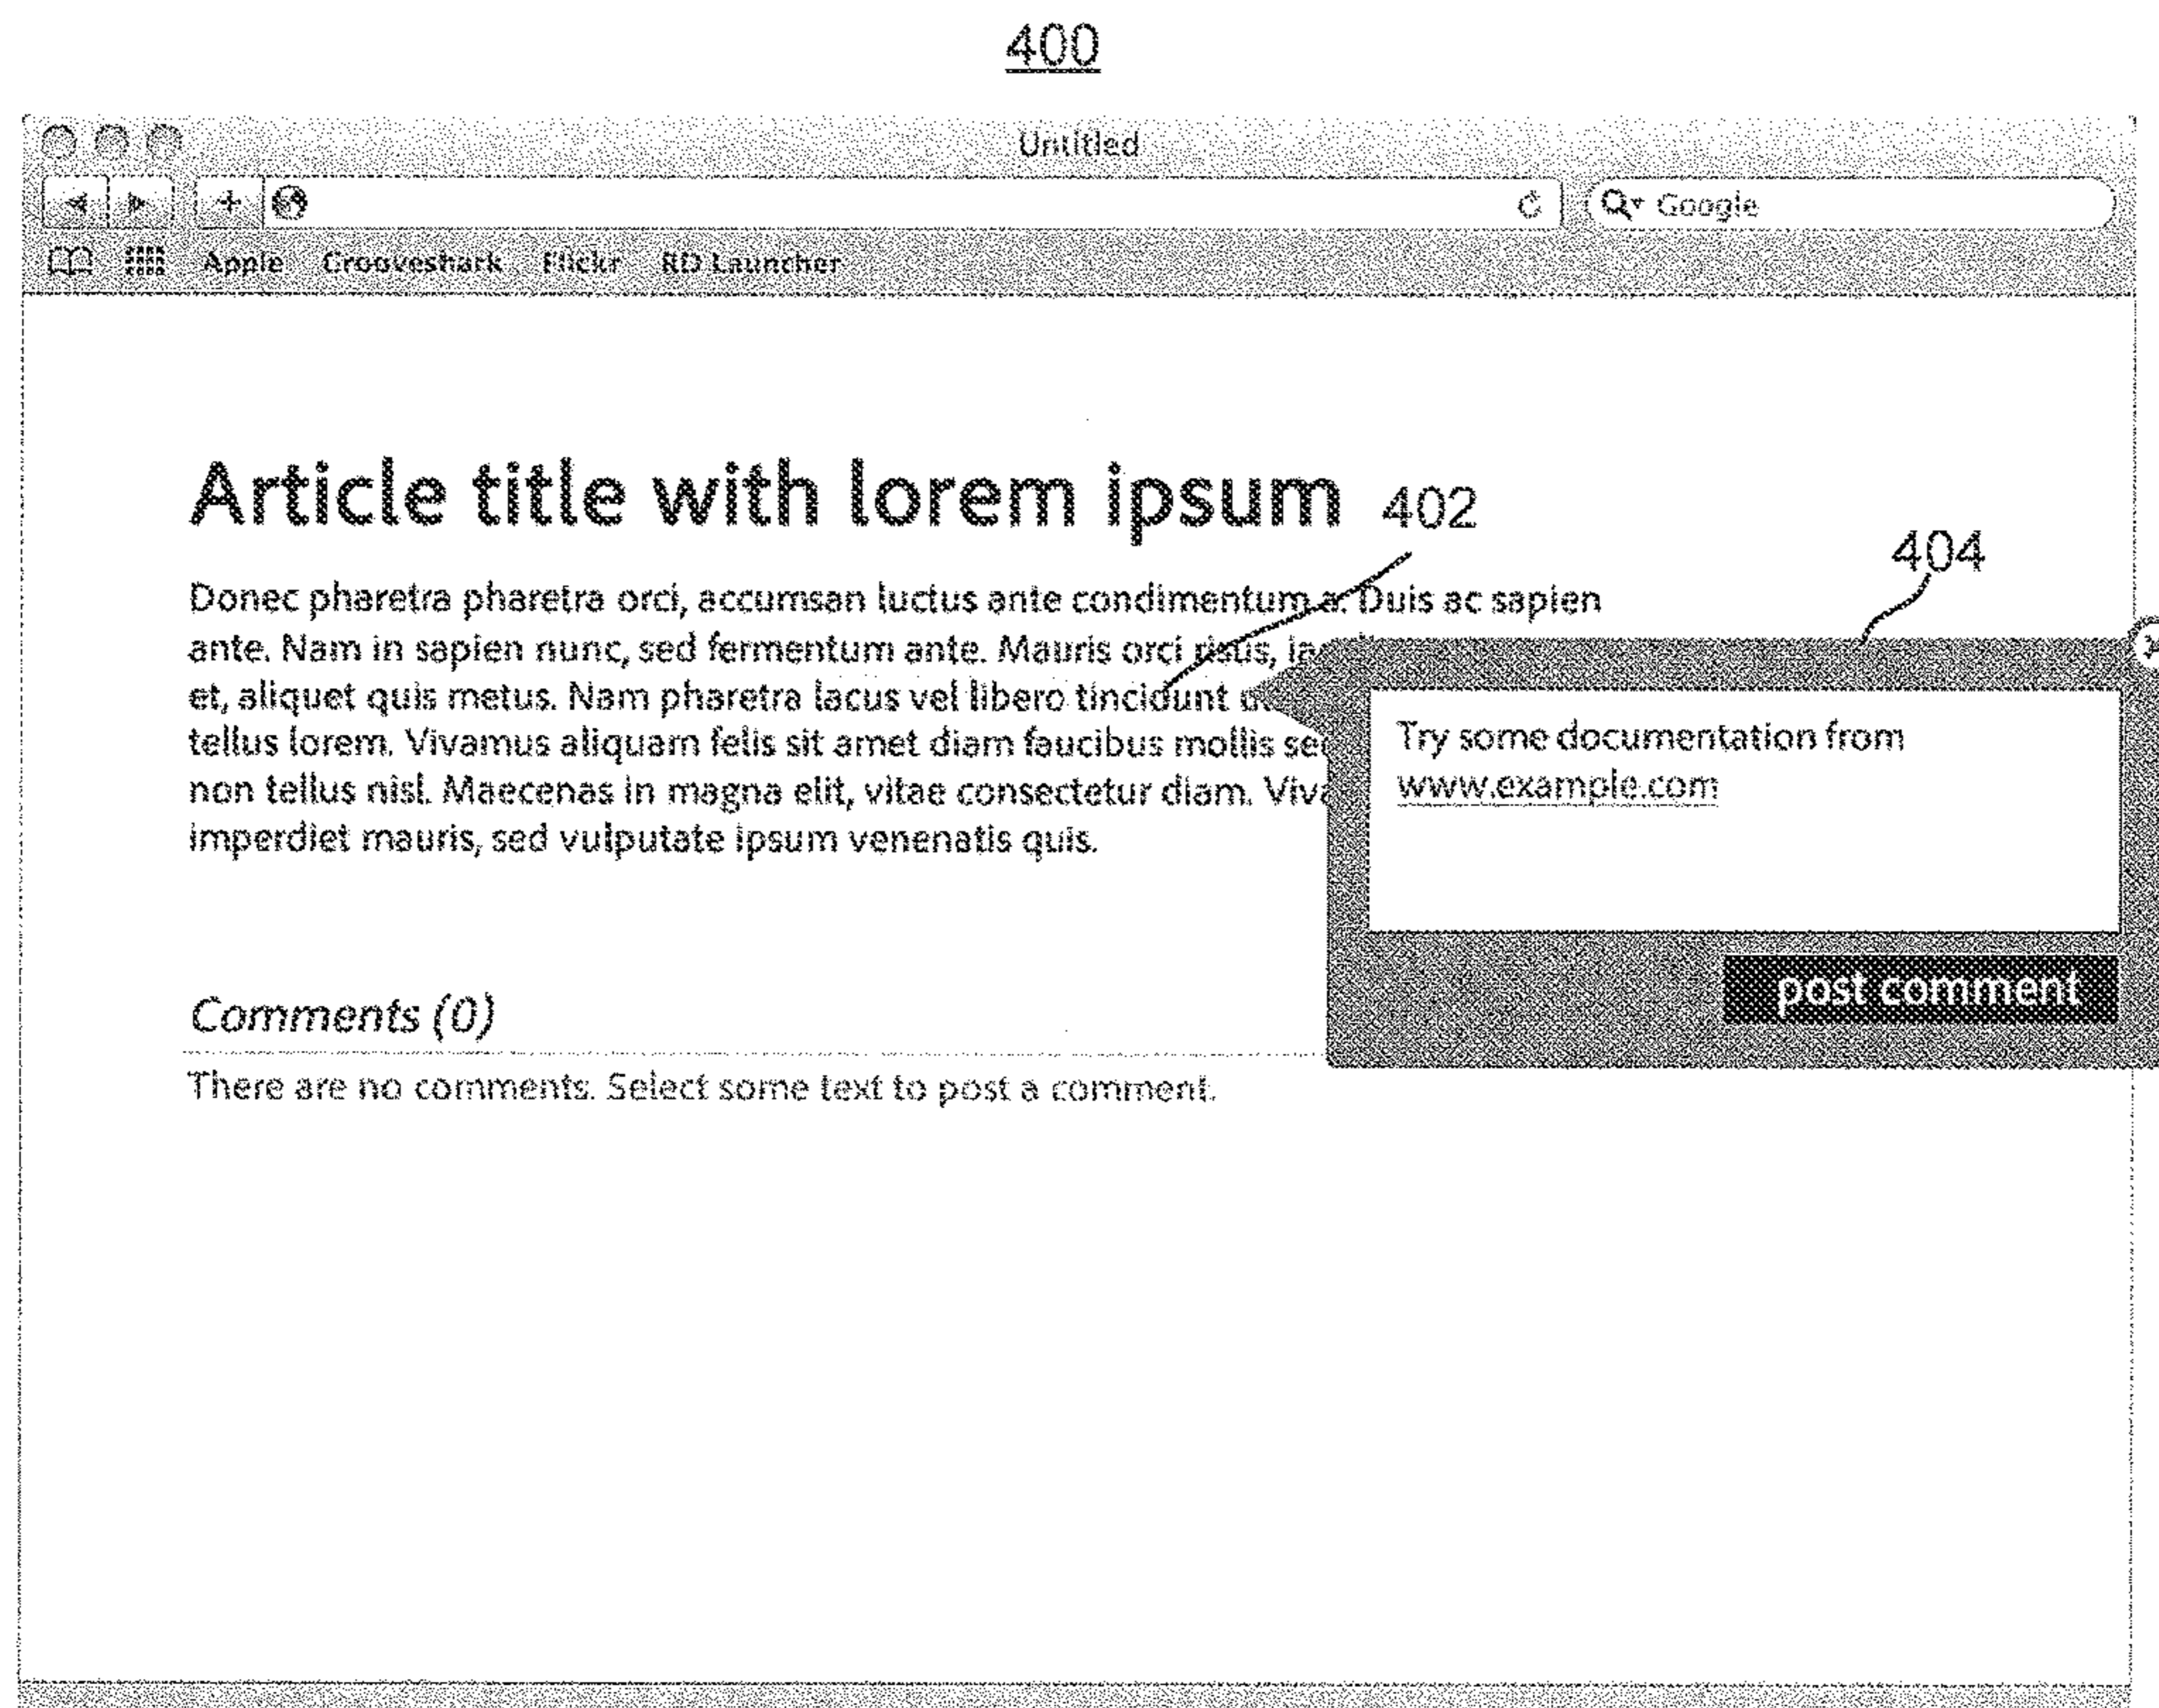 400
Untitled
Google
Apple Grooveshark Flickr RD Launcher
Article title with lorem ipsum
402
404
Donec pharetra pharetra orci, accumsan luctus ante condimentum a. Duis ac sapien
ante. Nam in sapien nunc, sed fermentum ante. Mauris orci risus,
et, aliquet quis metus. Nam pharetra lacus vel libero tincidunt
tellus lorem. Vivamus aliquam felis sit amet diam faucibus mollis
non tellus nisl. Maecenas in magna elit, vitae consectetur diam.
imperdiet mauris, sed vulputate ipsum venenatis quis.
Try some documentation from
www.example.com
post comment
Comments (0)
There are no comments. Select some text to post a comment.